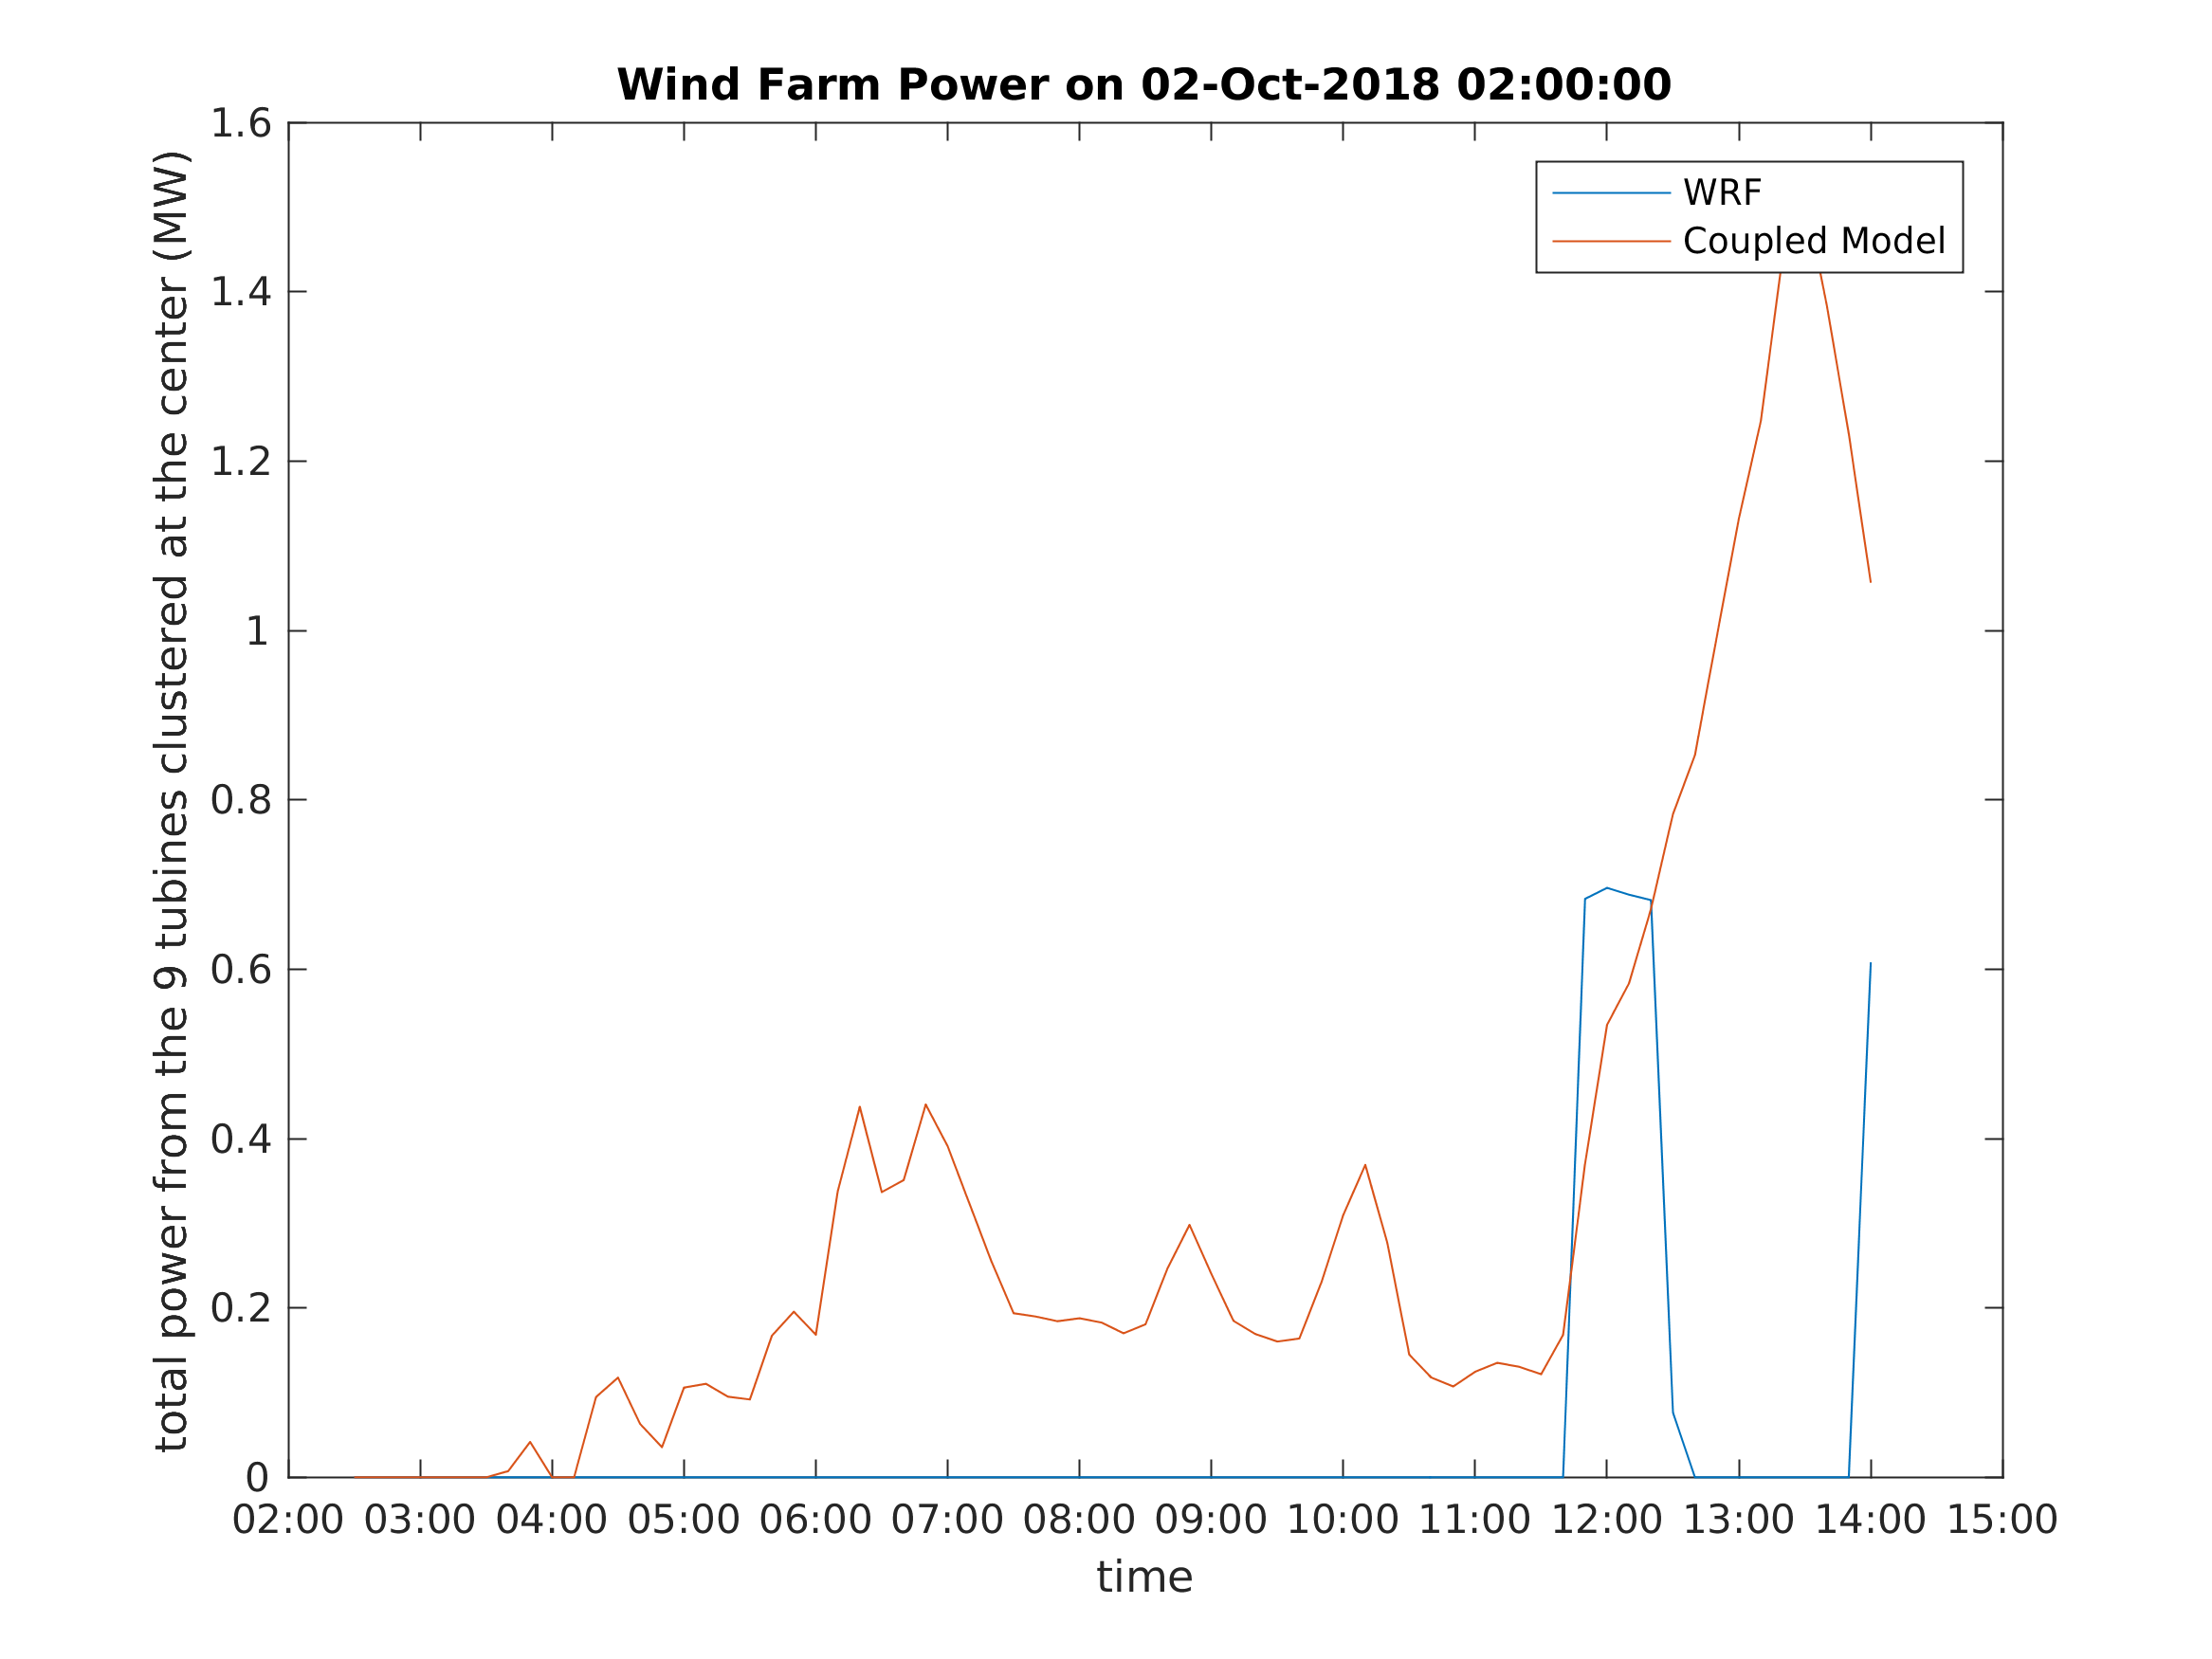 Wind Farm Power on 02-Oct-2018 02:00:00
total power from the 9 tubines clustered at the center (MW)
1.6
1.4
1.2
1
0.8
0.6
0.4
0.2
0
WRF
Coupled Model
02:00 03:00 04:00 05:00 06:00 07:00 08:00 09:00 10:00 11:00 12:00 13:00 14:00 15:00
time